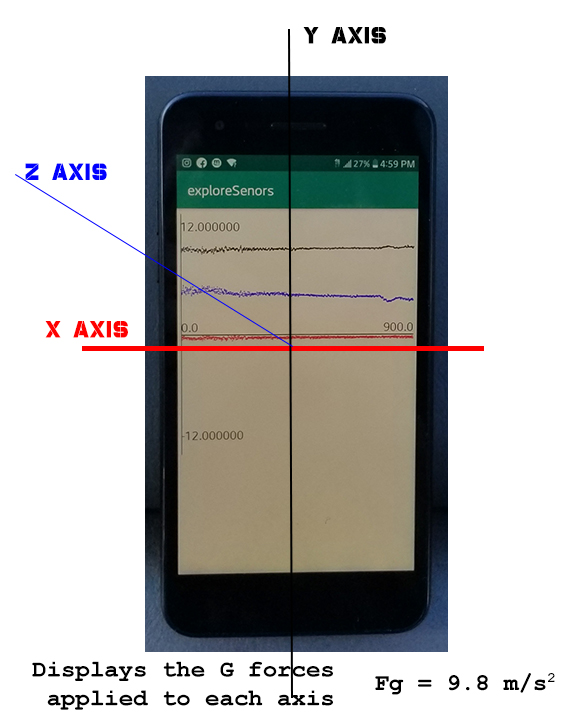 Y AXIS
Z AXIS
27% 4:59 PM
exploreSenors
12.000000
X AXIS
0.0 900.0
-12.000000
Displays the G forces
applied to each axis
Fg = 9.8 m/s²